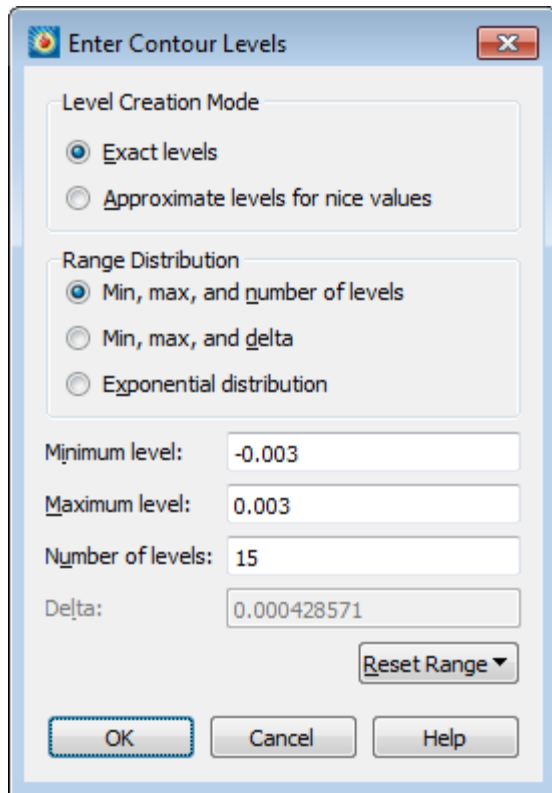 Enter Contour Levels
Level Creation Mode
Exact levels
Approximate levels for nice values
Range Distribution
Min, max, and number of levels
Min, max, and delta
Exponential distribution
Minimum level: -0.003
Maximum level: 0.003
Number of levels: 15
Delta: 0.000428571
Reset Range
OK Cancel Help